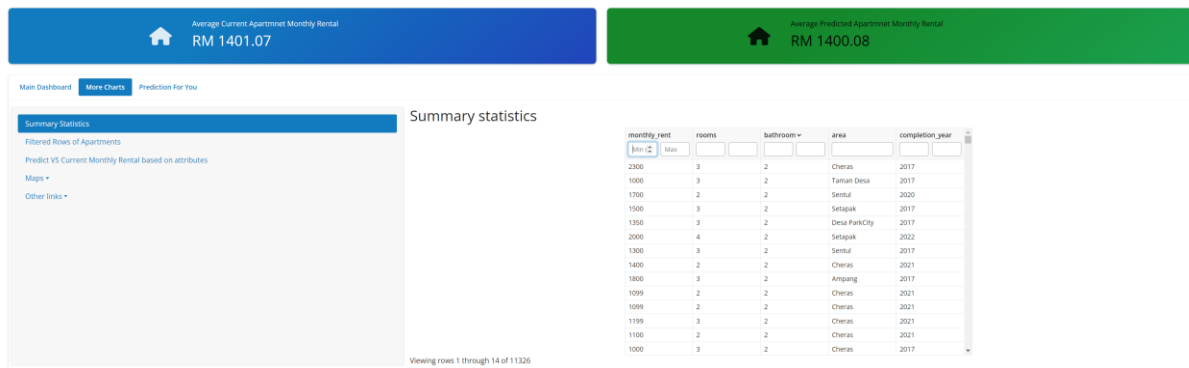 Average Current Apartmnet Monthly Rental
RM 1401.07
Average Predicted Apartmnet Monthly Rental
RM 1400.08
Main Dashboard More Charts Prediction For You
Summary Statistics
Filtered Rows of Apartments
Predict VS Current Monthly Rental based on attributes
Maps
Other links
Summary statistics
monthly_rent rooms bathroom area completion_year
Min Max
2300 3 2 Cheras 2017
1000 3 2 Taman Desa 2017
1700 2 2 Sentul 2020
1500 3 2 Setapak 2017
1350 3 2 Desa ParkCity 2017
2000 4 2 Setapak 2022
1300 3 2 Sentul 2017
1400 2 2 Cheras 2021
1800 3 2 Ampang 2017
1099 2 2 Cheras 2021
1099 2 2 Cheras 2021
1199 3 2 Cheras 2021
1100 2 2 Cheras 2021
1000 3 2 Cheras 2017
Viewing rows 1 through 14 of 11326